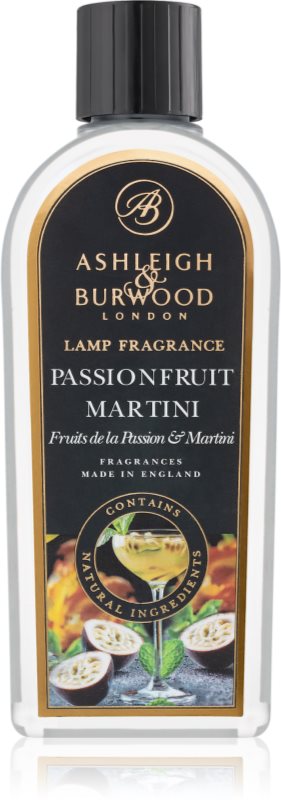 AB
ASHLEIGH
&
BURWOOD
LONDON
LAMP FRAGRANCE
PASSIONFRUIT
MARTINI
Fruits de la Passion & Martini
FRAGRANCES
MADE IN ENGLAND
CONTAINS
NATURAL INGREDIENTS